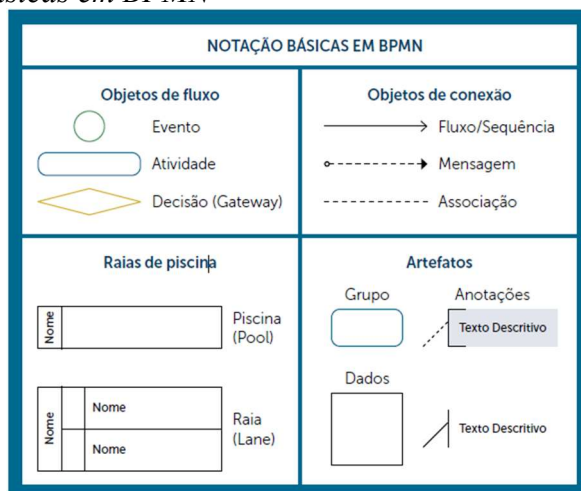 NOTAÇÃO BÁSICAS EM BPMN
Objetos de fluxo
Evento
Atividade
Decisão (Gateway)
Objetos de conexão
Fluxo/Sequência
Mensagem
Associação
Raias de piscina
Nome
Piscina
(Pool)
Nome
Nome
Nome
Raia
(Lane)
Artefatos
Grupo
Anotações
Texto Descritivo
Dados
Texto Descritivo